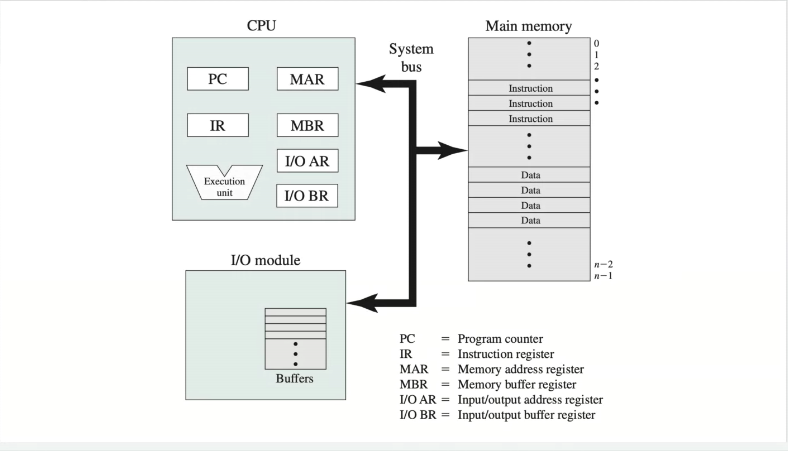 CPU
PC
MAR
IR
MBR
I/O AR
Execution
unit
I/O BR
System
bus
Main memory
0
1
2
Instruction
Instruction
Instruction
Data
Data
Data
Data
n−2
n−1
I/O module
Buffers
PC = Program counter
IR = Instruction register
MAR = Memory address register
MBR = Memory buffer register
I/O AR = Input/output address register
I/O BR = Input/output buffer register